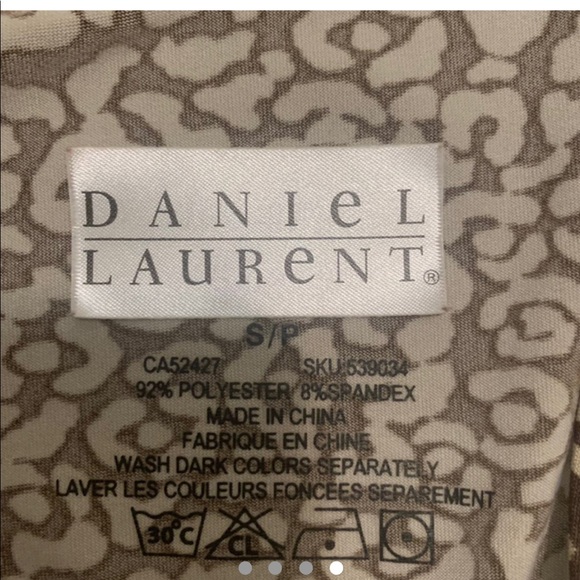 DANIeL
LAUReNT®
S/P
CA52427 SKU:539034
92% POLYESTER 8%SPANDEX
MADE IN CHINA
FABRIQUE EN CHINE
WASH DARK COLORS SEPARATELY
LAVER LES COULEURS FONCEES SEPAREMENT
30°C CL